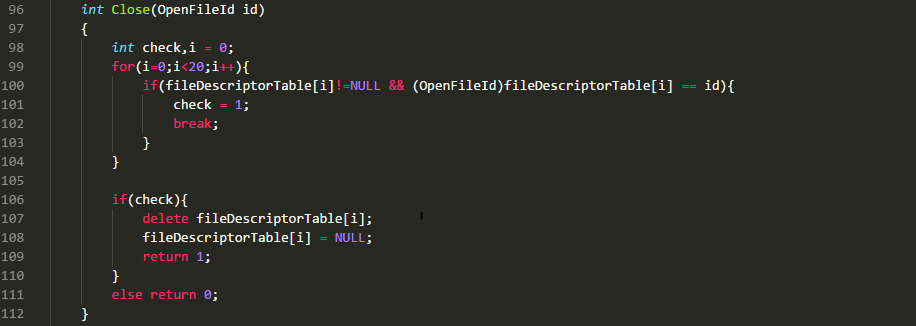 96 int Close(OpenFileId id)
97 {
98 int check,i = 0;
99 for(i=0;i<20;i++){
100 if(fileDescriptorTable[i]!=NULL && (OpenFileId)fileDescriptorTable[i] == id){
101 check = 1;
102 break;
103 }
104 }
105
106 if(check){
107 delete fileDescriptorTable[i];
108 fileDescriptorTable[i] = NULL;
109 return 1;
110 }
111 else return 0;
112 }